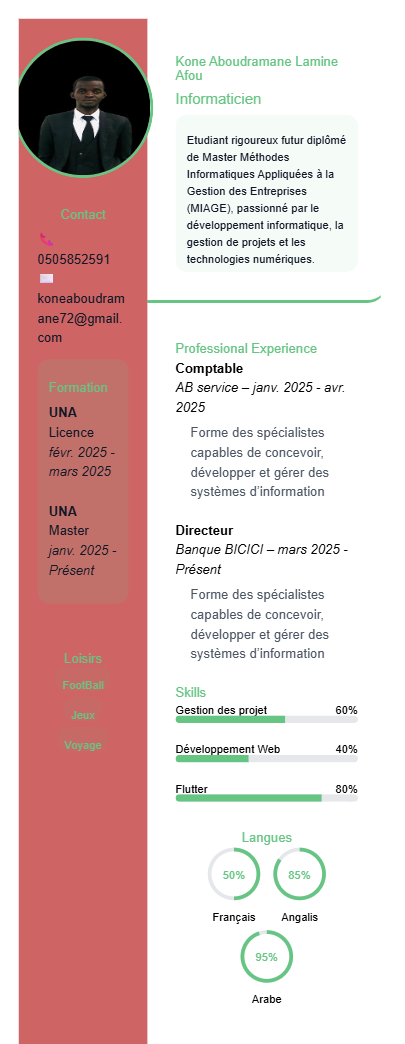 Contact
0505852591
koneaboudram
ane72@gmail.
com
Formation
UNA
Licence
févr. 2025 -
mars 2025
UNA
Master
janv. 2025 -
Présent
Loisirs
FootBall
Jeux
Voyage
Kone Aboudramane Lamine
Afou
Informaticien
Etudiant rigoureux futur diplômé
de Master Méthodes
Informatiques Appliquées à la
Gestion des Entreprises
(MIAGE), passionné par le
développement informatique, la
gestion de projets et les
technologies numériques.
Professional Experience
Comptable
AB service – janv. 2025 - avr.
2025
Forme des spécialistes
capables de concevoir,
développer et gérer des
systèmes d'information
Directeur
Banque BICICI – mars 2025 -
Présent
Forme des spécialistes
capables de concevoir,
développer et gérer des
systèmes d'information
Skills
Gestion des projet 60%
Développement Web 40%
Flutter 80%
Langues
50% 85%
Français Angalis
95%
Arabe